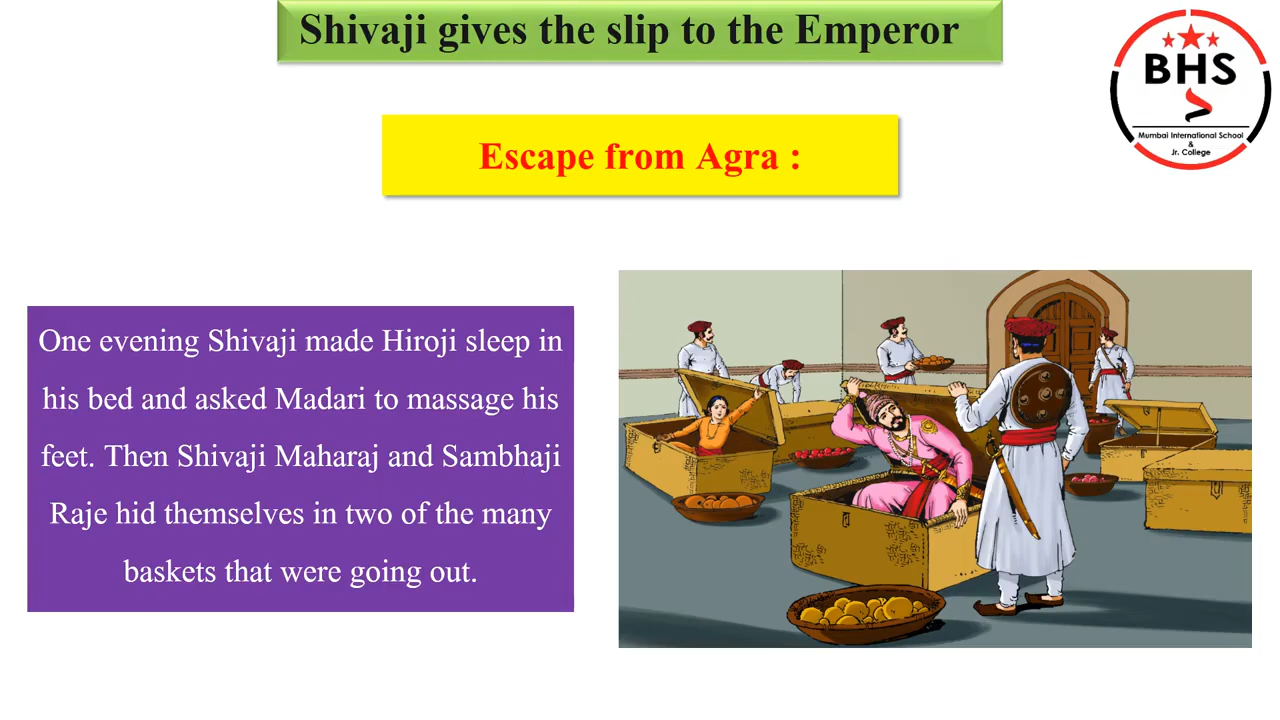 Shivaji gives the slip to the Emperor
BHS
Mumbai International School
&
Jr. College
Escape from Agra :
One evening Shivaji made Hiroji sleep in
his bed and asked Madari to massage his
feet. Then Shivaji Maharaj and Sambhaji
Raje hid themselves in two of the many
baskets that were going out.